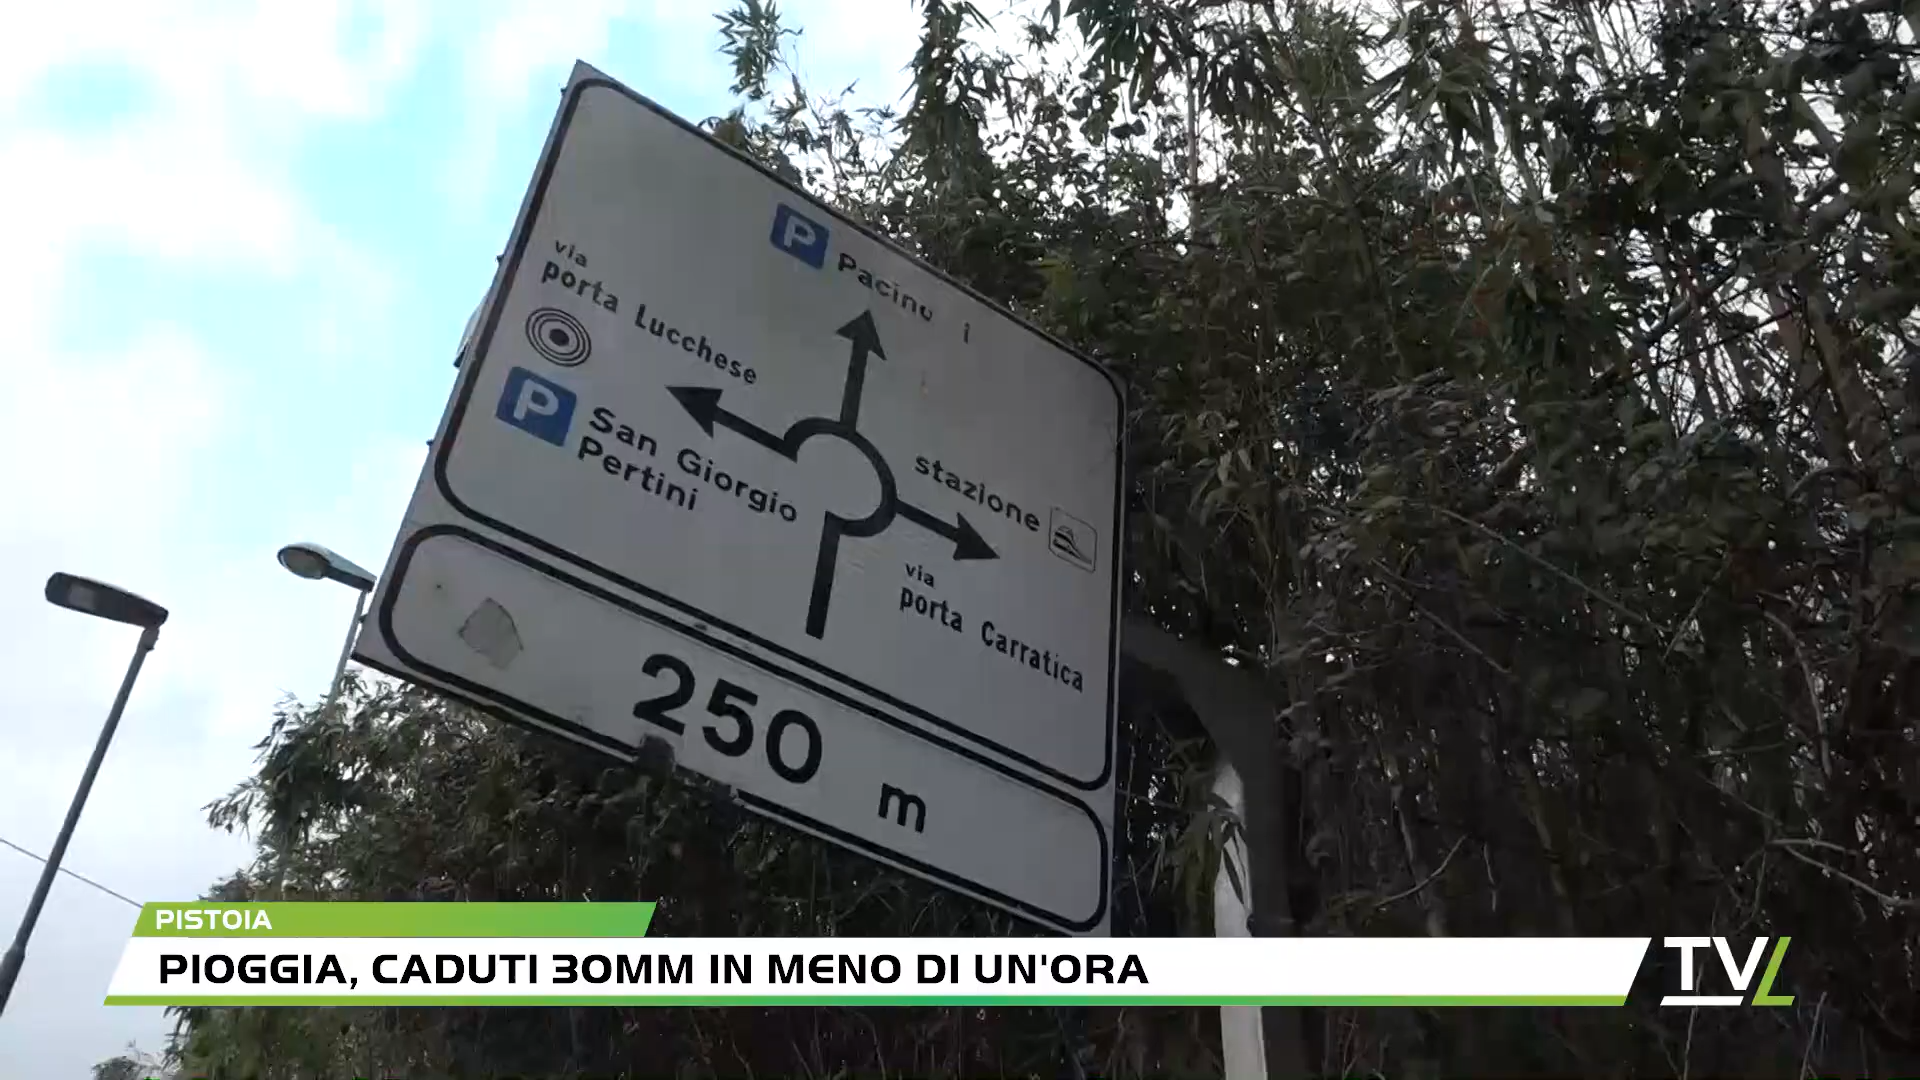 P Pacinu i
via
porta Lucchese
P San Giorgio
Pertini
stazione
via
porta Carratica
250 m
PISTOIA
PIOGGIA, CADUTI 30MM IN MENO DI UN'ORA
TVL